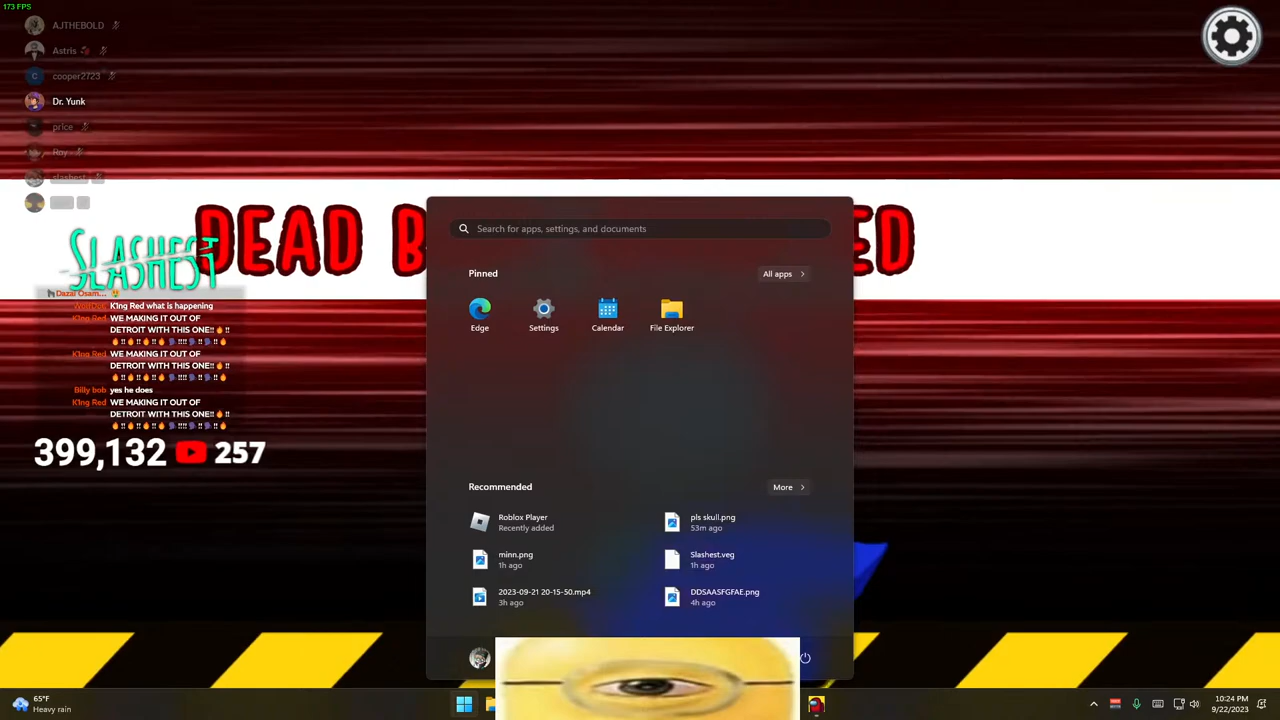 173 FPS
AJTHEBOLD
Astris
cooper2723
Dr. Yunk
price
Ray
slashest
DEAD B
ED
SLASHEST
Dazai Osam...
K1ng Red what is happening
K1ng Red WE MAKING IT OUT OF
DETROIT WITH THIS ONE!!🔥!!
🔥!!🔥!!🔥!!🔥🗣!!!!🗣!!🗣!!🔥
K1ng Red WE MAKING IT OUT OF
DETROIT WITH THIS ONE!!🔥!!
🔥!!🔥!!🔥!!🔥🗣!!!!🗣!!🗣!!🔥
Billy bob yes he does
K1ng Red WE MAKING IT OUT OF
DETROIT WITH THIS ONE!!🔥!!
🔥!!🔥!!🔥!!🔥🗣!!!!🗣!!🗣!!🔥
399,132 257
Search for apps, settings, and documents
Pinned
All apps
Edge
Settings
Calendar
File Explorer
Recommended
More
Roblox Player
Recently added
pls skull.png
53m ago
minn.png
1h ago
Slashest.veg
1h ago
2023-09-21 20-15-50.mp4
3h ago
DDSAASFGFAE.png
4h ago
65°F
Heavy rain
10:24 PM
9/22/2023